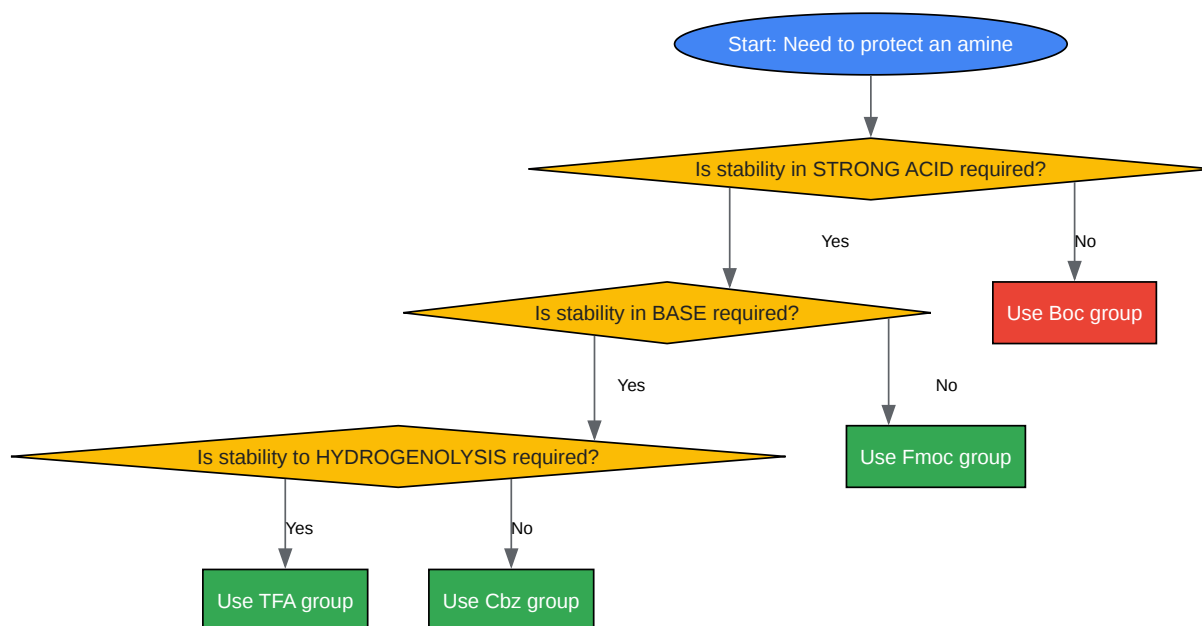 Start: Need to protect an amine
Is stability in STRONG ACID required?
Yes
No
Is stability in BASE required?
Use Boc group
Yes
No
Is stability to HYDROGENOLYSIS required?
Use Fmoc group
Yes
No
Use TFA group
Use Cbz group